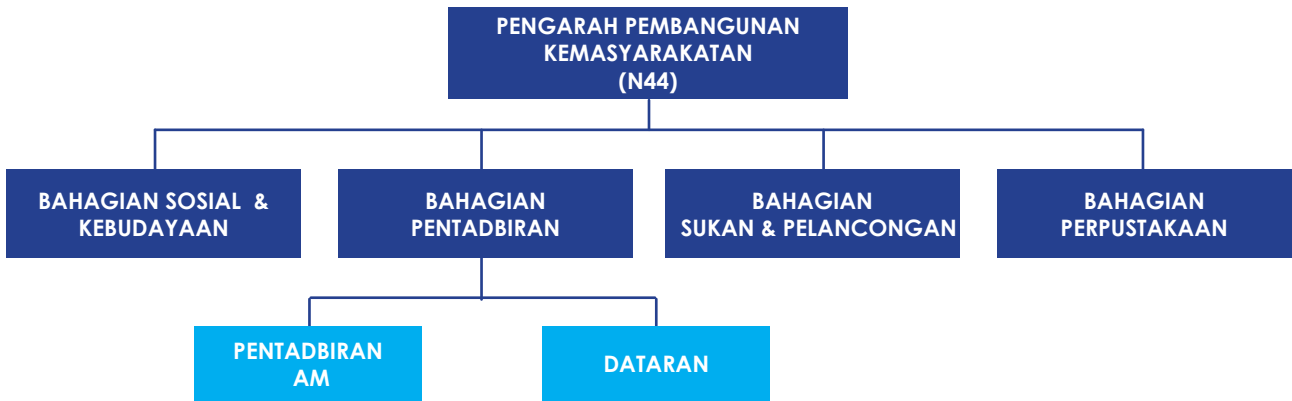 PENGARAH PEMBANGUNAN
KEMASYARAKATAN
(N44)
BAHAGIAN SOSIAL &
KEBUDAYAAN
BAHAGIAN
PENTADBIRAN
BAHAGIAN
SUKAN & PELANCONGAN
BAHAGIAN
PERPUSTAKAAN
PENTADBIRAN
AM
DATARAN